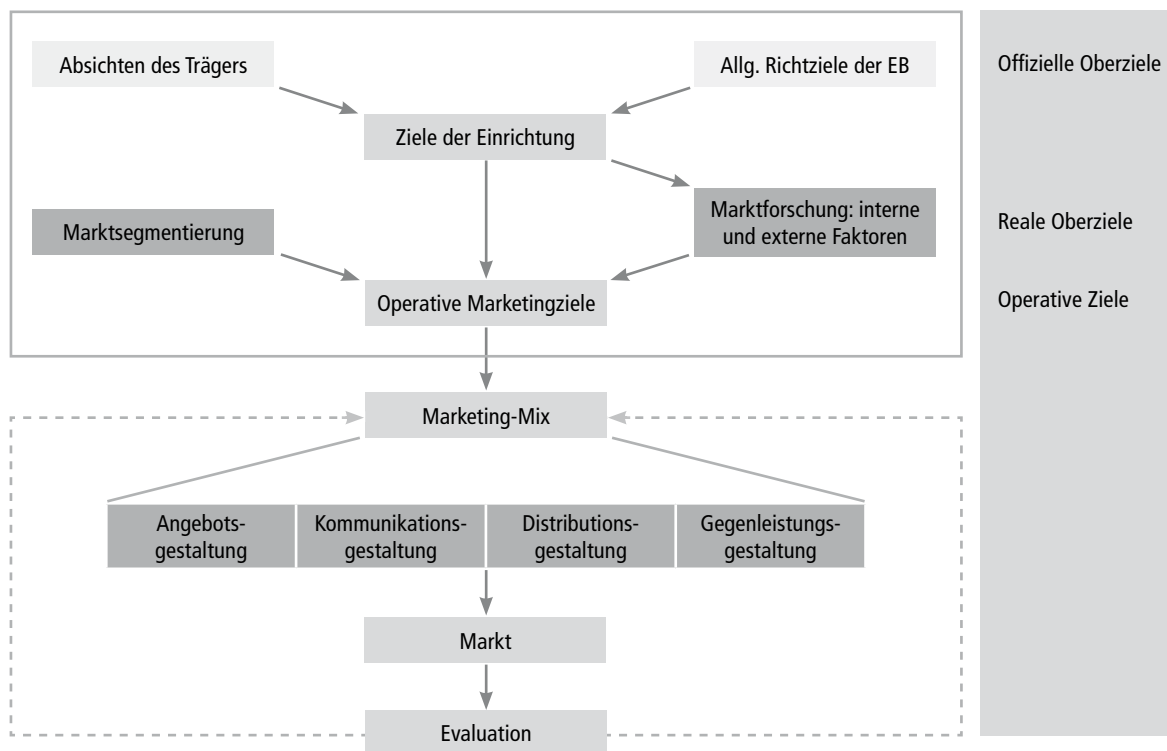 Absichten des Trägers
Allg. Richtziele der EB
Offizielle Oberziele
Ziele der Einrichtung
Marktsegmentierung
Marktforschung: interne
und externe Faktoren
Reale Oberziele
Operative Marketingziele
Operative Ziele
Marketing-Mix
Angebots-
gestaltung
Kommunikations-
gestaltung
Distributions-
gestaltung
Gegenleistungs-
gestaltung
Markt
Evaluation